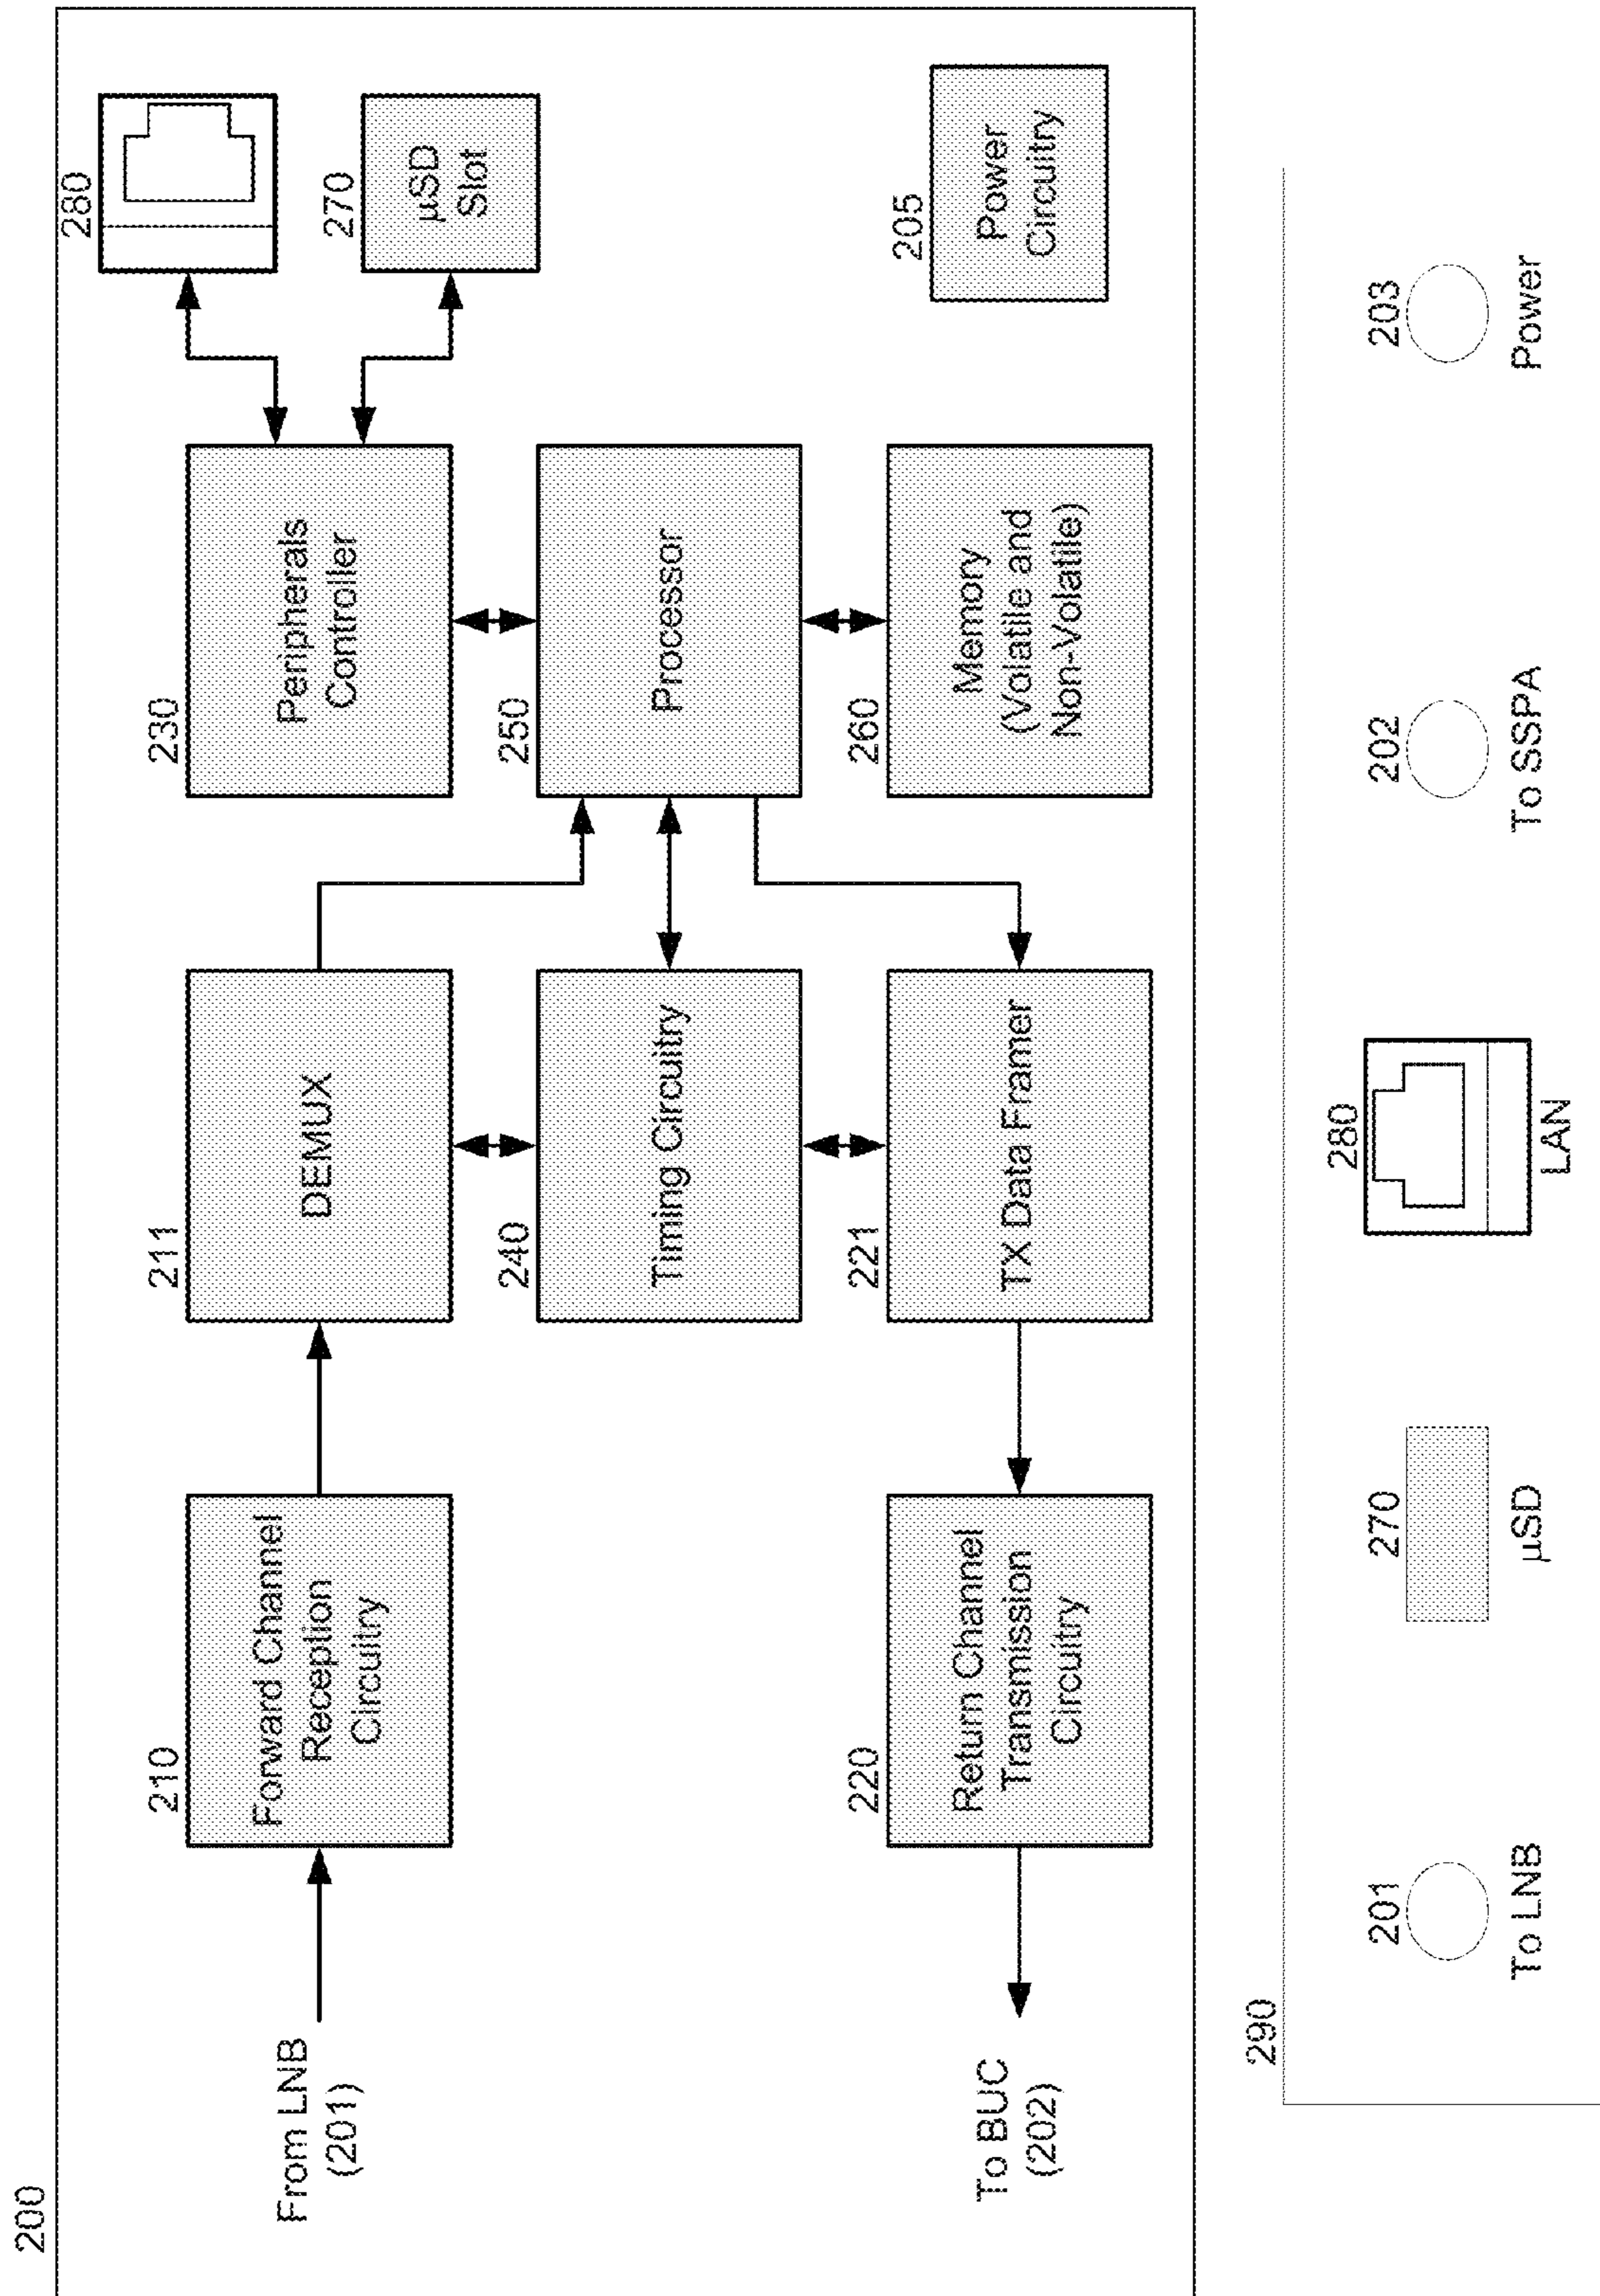 200
From LNB
(201)
210
Forward Channel
Reception
Circuitry
211
DEMUX
230
Peripherals
Controller
280
270
µSD
Slot
240
Timing Circuitry
250
Processor
To BUC
(202)
220
Return Channel
Transmission
Circuitry
221
TX Data Framer
260
Memory
(Volatile and
Non-Volatile)
205
Power
Circuitry
290
201
To LNB
270
µSD
280
LAN
202
To SSPA
203
Power